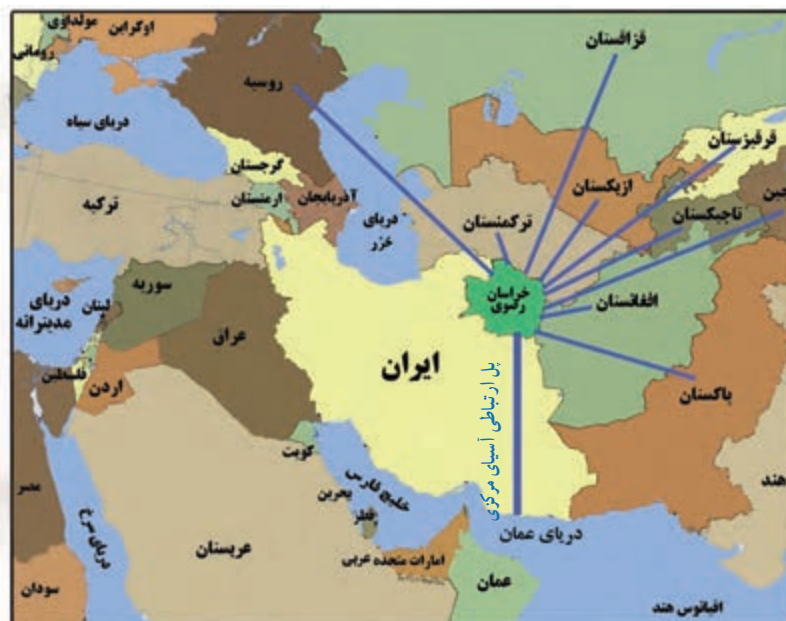 مولداوی
اوکراین
رومانی
قزاقستان
روسیه
دریای سیاه
قرقیزستان
گرجستان
ازبکستان
چین
ارمنستان
آذربایجان
ترکیه
دریای
خزر
ترکمنستان
تاجیکستان
خراسان
رضوی
افغانستان
سوریه
لبنان
دریای
مدیترانه
عراق
ایران
فلسطین
اردن
پاکستان
پل ارتباطی آسیای مرکزی
کویت
خلیج فارس
بحرین
قطر
هند
مصر
دریای سرخ
عربستان
دریای عمان
امارات متحده عربی
عمان
سودان
اقیانوس هند